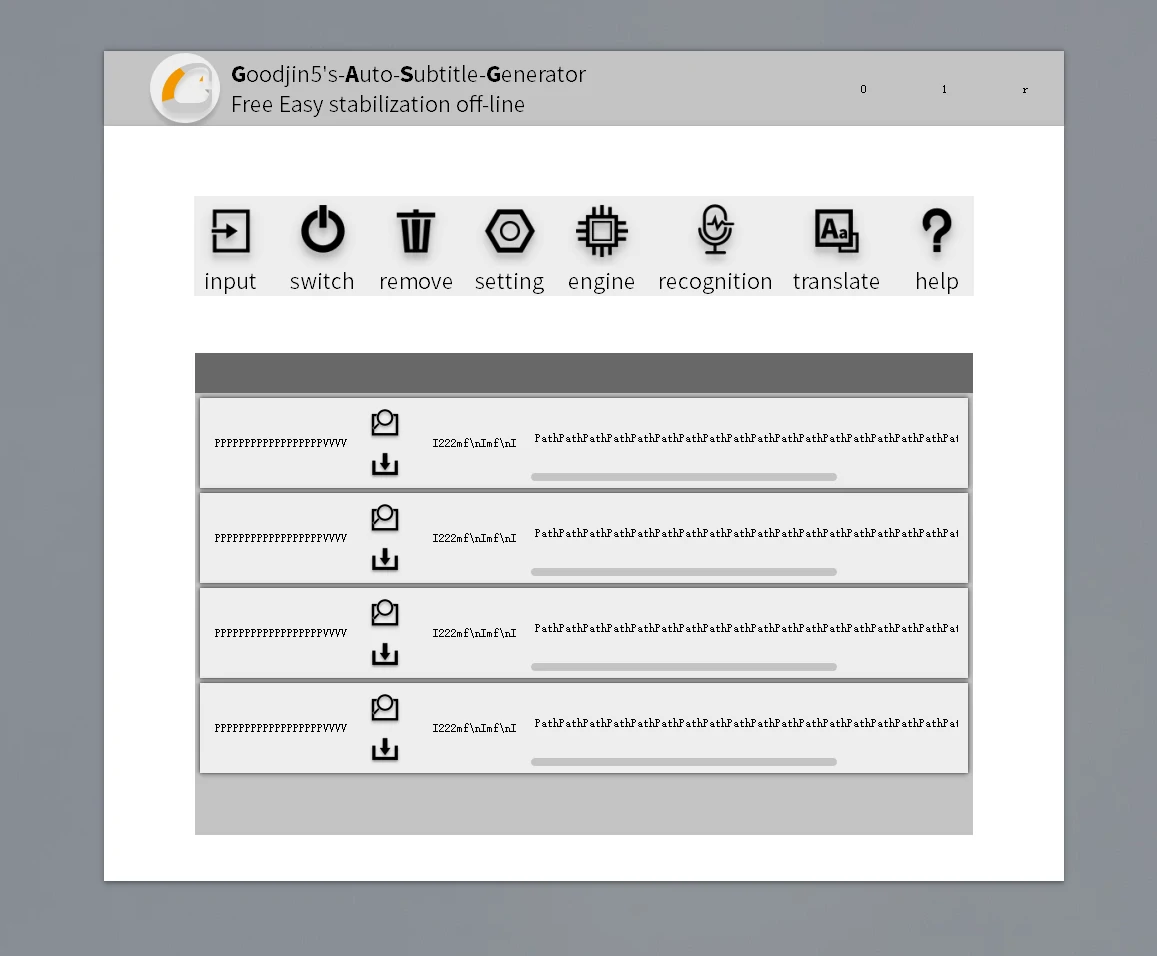 Goodjin5's-Auto-Subtitle-Generator
Free Easy stabilization off-line
0 1 r
input switch remove setting engine recognition translate help
PPPPPPPPPPPPPPPPPPVVVV I222mf\nImf\nI PathPathPathPathPathPathPathPathPathPathPathPathPathPathPathPathPathPat
PPPPPPPPPPPPPPPPPPVVVV I222mf\nImf\nI PathPathPathPathPathPathPathPathPathPathPathPathPathPathPathPathPathPat
PPPPPPPPPPPPPPPPPPVVVV I222mf\nImf\nI PathPathPathPathPathPathPathPathPathPathPathPathPathPathPathPathPathPat
PPPPPPPPPPPPPPPPPPVVVV I222mf\nImf\nI PathPathPathPathPathPathPathPathPathPathPathPathPathPathPathPathPathPat